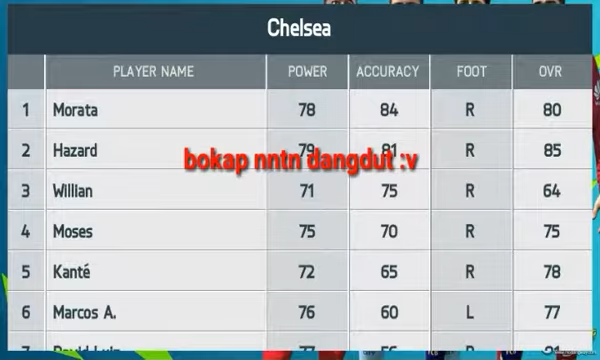 Chelsea
PLAYER NAME POWER ACCURACY FOOT OVR
1 Morata 78 84 R 80
2 Hazard 79 81 R 85
bokap nntn dangdut :v
3 Willian 71 75 R 64
4 Moses 75 70 R 75
5 Kanté 72 65 R 78
6 Marcos A. 76 60 L 77